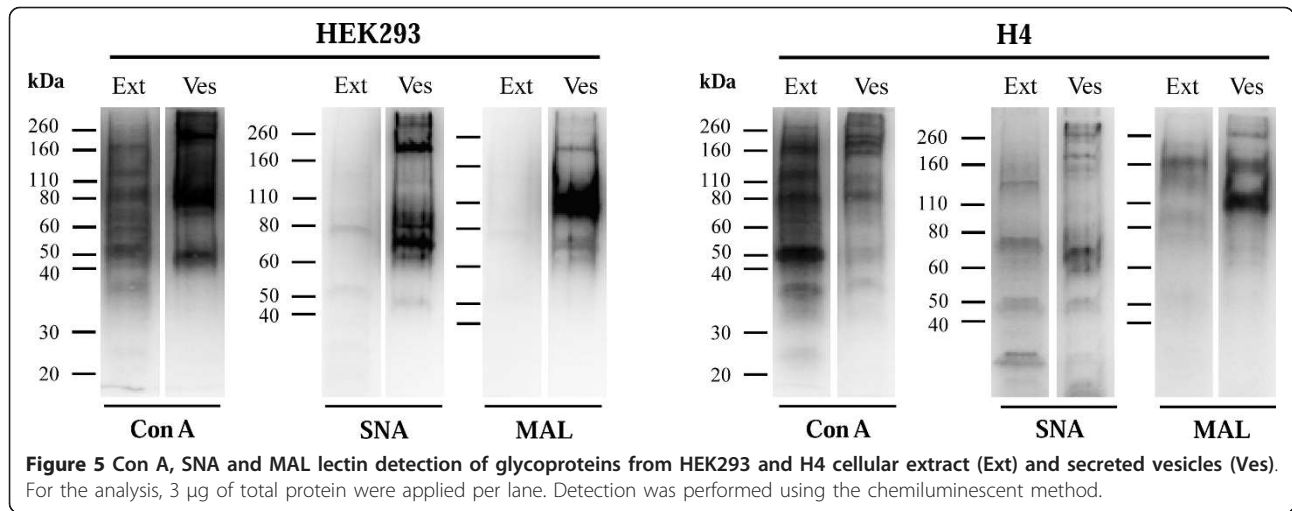 HEK293
H4
kDa Ext Ves Ext Ves Ext Ves Ext Ves Ext Ves Ext Ves
260 260 260 260
160 160 160 160
110 110 110 110
80 80 80 80
60 60 60 60
50 50 50 50
40 40 40 40
30 30
20 20
Con A SNA MAL Con A SNA MAL
Figure 5 Con A, SNA and MAL lectin detection of glycoproteins from HEK293 and H4 cellular extract (Ext) and secreted vesicles (Ves).
For the analysis, 3 μg of total protein were applied per lane. Detection was performed using the chemiluminescent method.